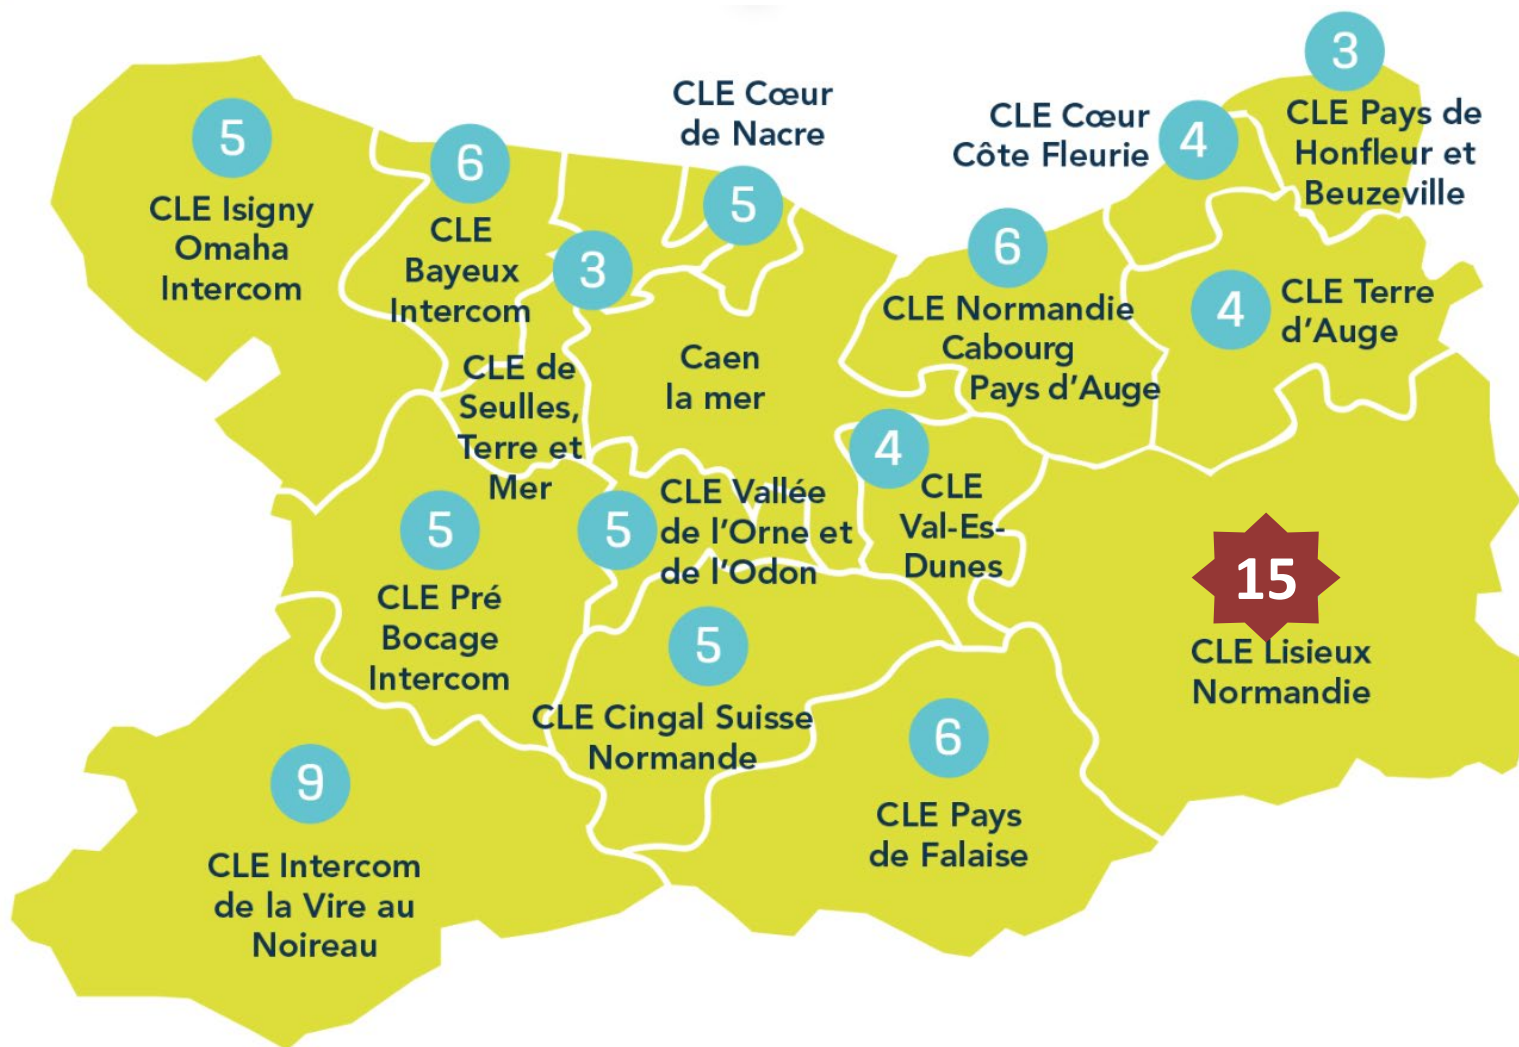 3
CLE Pays de
Honfleur et
Beuzeville
CLE Cœur
de Nacre
CLE Cœur
Côte Fleurie
4
5
CLE Isigny
Omaha
Intercom
6
CLE
Bayeux
Intercom
5
3
CLE de
Seulles,
Terre et
Mer
6
CLE Normandie
Cabourg
Pays d’Auge
4
CLE Terre
d’Auge
Caen
la mer
4
CLE
Val-Es-
Dunes
5
CLE Vallée
de l’Orne et
de l’Odon
5
CLE Pré
Bocage
Intercom
15
CLE Lisieux
Normandie
5
CLE Cingal Suisse
Normande
6
CLE Pays
de Falaise
9
CLE Intercom
de la Vire au
Noireau